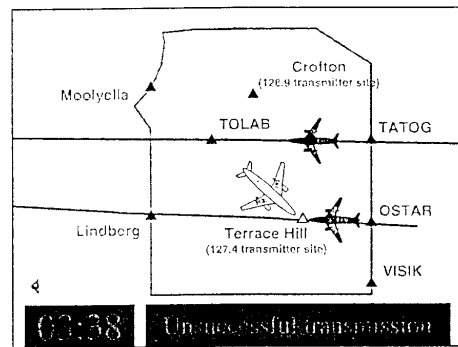 Crofton
(126.9 transmitter site)
Moolyella
TOLAB
TATOG
OSTAR
Lindberg
Terrace Hill
(127.4 transmitter site)
VISIK
03:38
Unsuccessful transmission